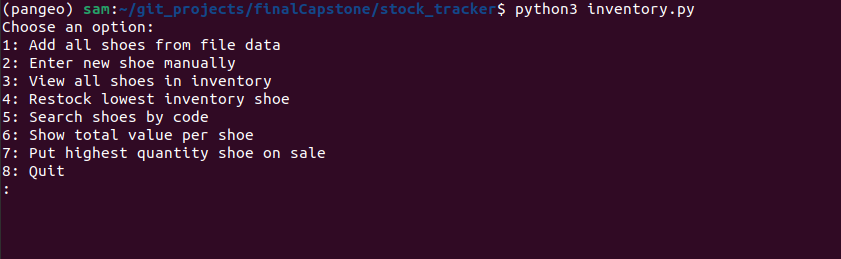 (pangeo) sam:~/git_projects/finalCapstone/stock_tracker$ python3 inventory.py
Choose an option:
1: Add all shoes from file data
2: Enter new shoe manually
3: View all shoes in inventory
4: Restock lowest inventory shoe
5: Search shoes by code
6: Show total value per shoe
7: Put highest quantity shoe on sale
8: Quit
: